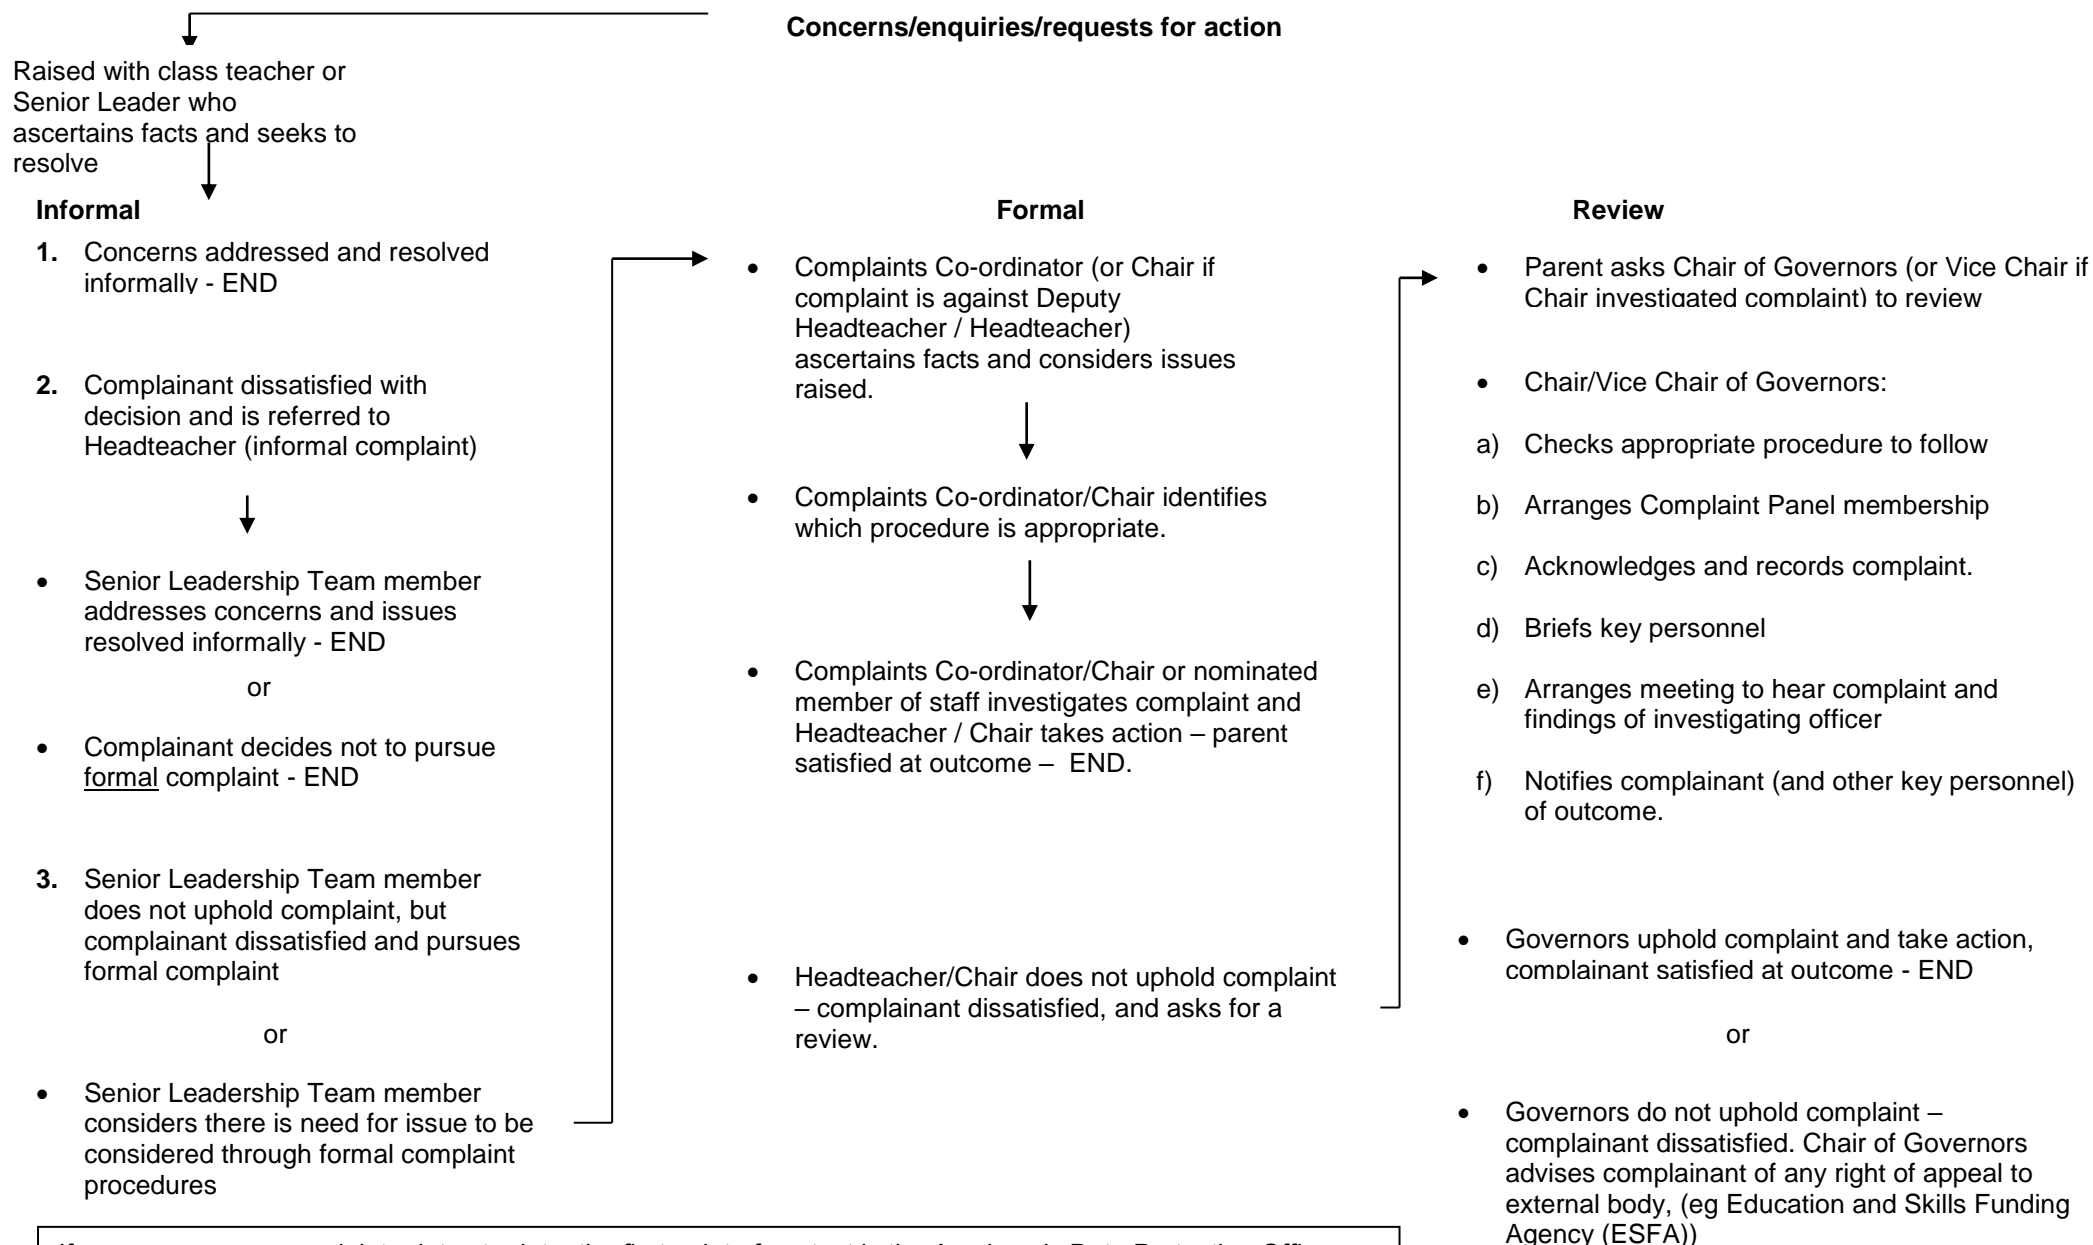 Concerns/enquiries/requests for action
Raised with class teacher or
Senior Leader who
ascertains facts and seeks to
resolve
Informal
1. Concerns addressed and resolved
informally - END
2. Complainant dissatisfied with
decision and is referred to
Headteacher (informal complaint)
• Senior Leadership Team member
addresses concerns and issues
resolved informally - END
or
• Complainant decides not to pursue
formal complaint - END
3. Senior Leadership Team member
does not uphold complaint, but
complainant dissatisfied and pursues
formal complaint
or
• Senior Leadership Team member
considers there is need for issue to be
considered through formal complaint
procedures
Formal
• Complaints Co-ordinator (or Chair if
complaint is against Deputy
Headteacher / Headteacher)
ascertains facts and considers issues
raised.
• Complaints Co-ordinator/Chair identifies
which procedure is appropriate.
• Complaints Co-ordinator/Chair or nominated
member of staff investigates complaint and
Headteacher / Chair takes action – parent
satisfied at outcome – END.
• Headteacher/Chair does not uphold complaint
– complainant dissatisfied, and asks for a
review.
Review
• Parent asks Chair of Governors (or Vice Chair if
Chair investigated complaint) to review
• Chair/Vice Chair of Governors:
a) Checks appropriate procedure to follow
b) Arranges Complaint Panel membership
c) Acknowledges and records complaint.
d) Briefs key personnel
e) Arranges meeting to hear complaint and
findings of investigating officer
f) Notifies complainant (and other key personnel)
of outcome.
• Governors uphold complaint and take action,
complainant satisfied at outcome - END
or
• Governors do not uphold complaint –
complainant dissatisfied. Chair of Governors
advises complainant of any right of appeal to
external body, (eg Education and Skills Funding
Agency (ESFA))